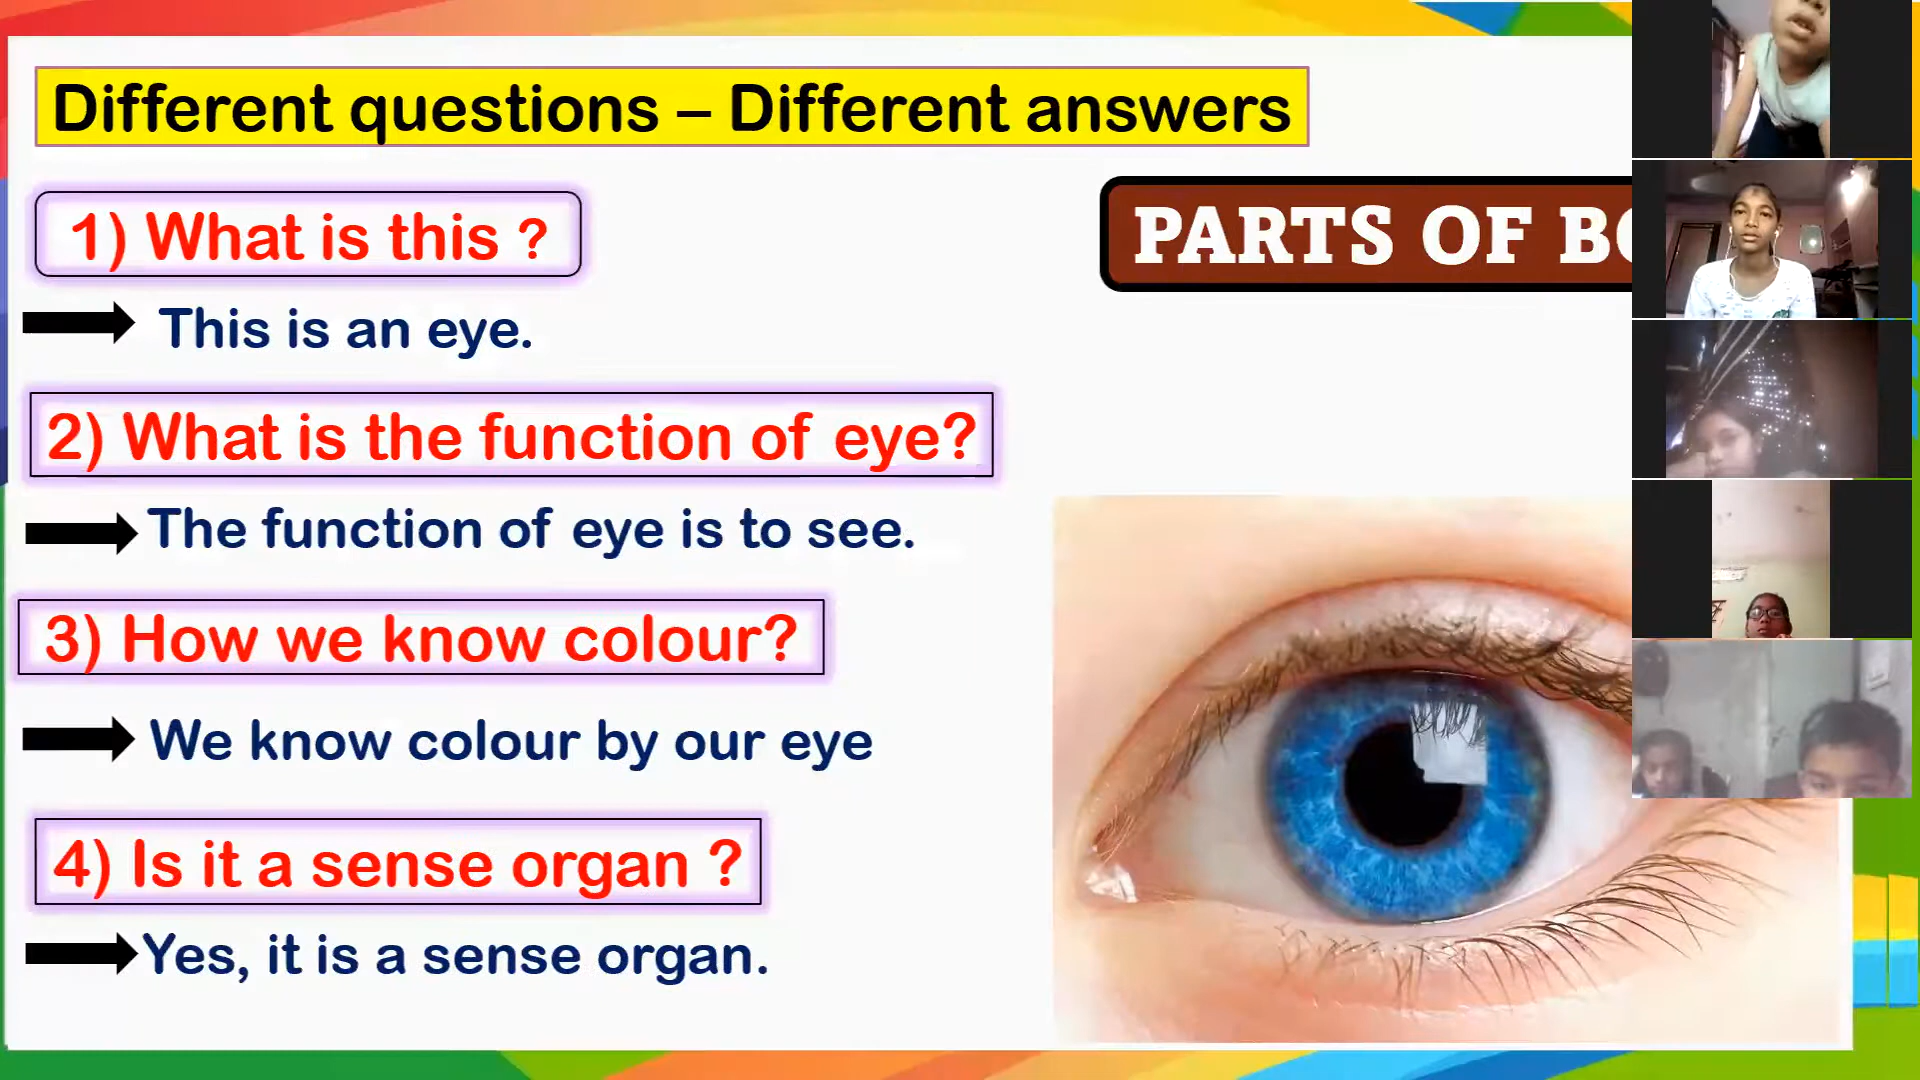 Different questions – Different answers
1) What is this ?
PARTS OF
This is an eye.
2) What is the function of eye?
The function of eye is to see.
3) How we know colour?
We know colour by our eye
4) Is it a sense organ ?
Yes, it is a sense organ.